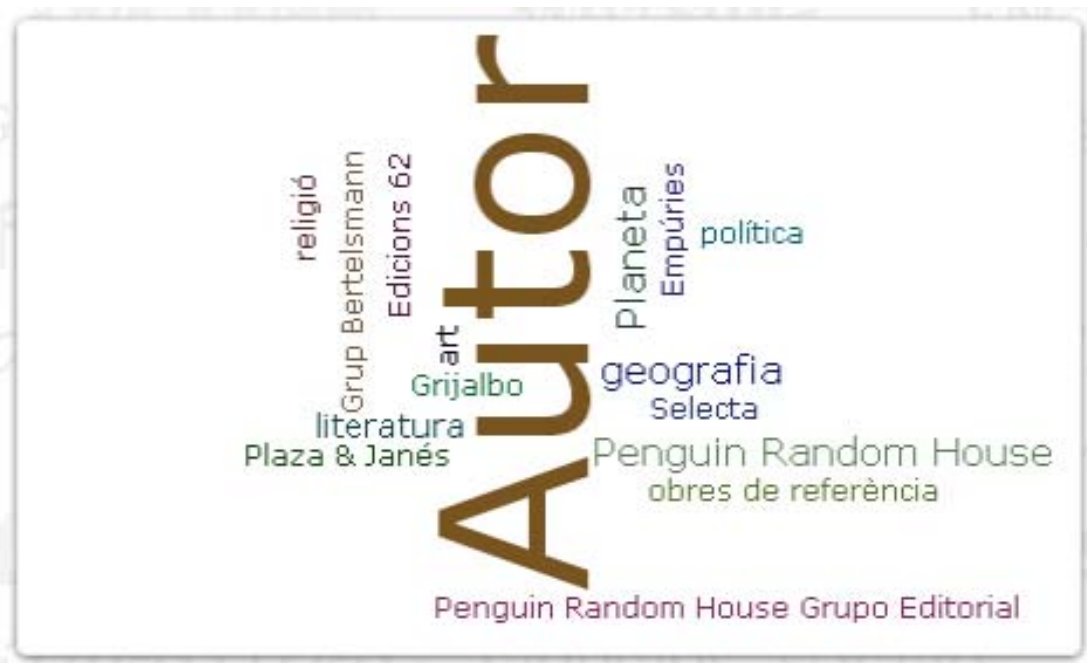 Autor
religió
Grup Bertelsmann
Edicions 62
art
Planeta
Empúries
política
Grijalbo
geografia
literatura
Selecta
Plaza & Janés
Penguin Random House
obres de referència
Penguin Random House Grupo Editorial